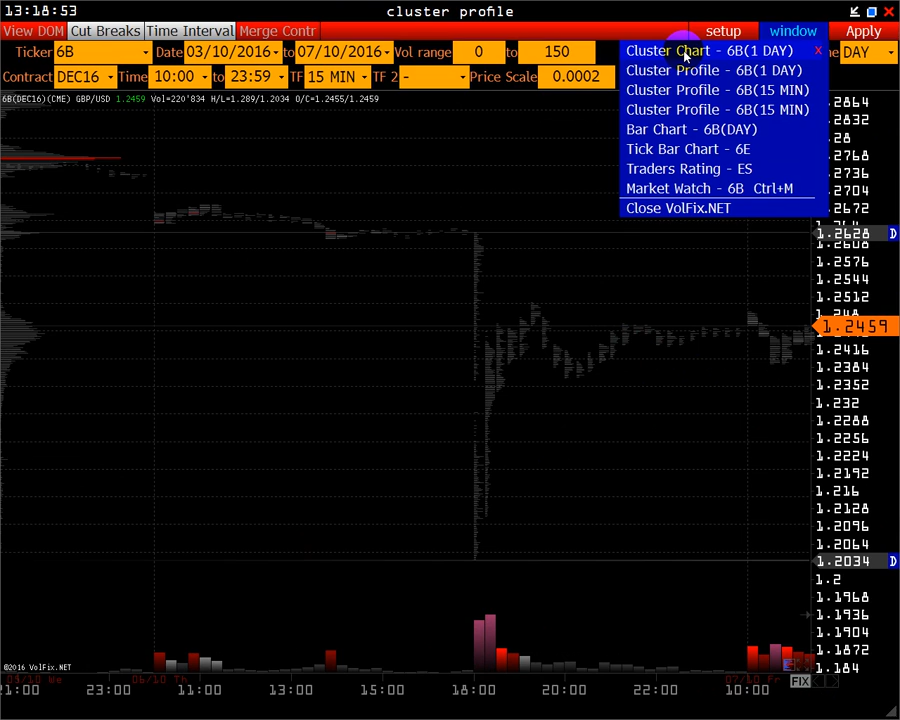 13:18:53
cluster profile
View DOM Cut Breaks Time Interval Merge Contr
setup window Apply
Ticker 6B Date 03/10/2016 07/10/2016 Vol range 0 to 150
DAY
Contract DEC16 Time 10:00 to 23:59 TF 15 MIN TF 2 - Price Scale 0.0002
Cluster Chart - 6B(1 DAY) x
Cluster Profile - 6B(1 DAY)
Cluster Profile - 6B(15 MIN)
Cluster Profile - 6B(15 MIN)
Bar Chart - 6B(DAY)
Tick Bar Chart - 6E
Traders Rating - ES
Market Watch - 6B Ctrl+M
Close VolFix.NET
6B(DEC16)(CME) GBP/USD 1.2459 Vol=220'834 H/L=1.289/1.2034 O/C=1.2455/1.2459
1.2864
1.2832
1.28
1.2768
1.2736
1.2704
1.2672
1.2628 D
1.2608
1.2576
1.2544
1.2512
1.2459
1.2416
1.2384
1.2352
1.232
1.2288
1.2256
1.2224
1.2192
1.216
1.2128
1.2096
1.2064
1.2034 D
1.2
1.1968
1.1936
1.1904
1.1872
1.184
©2016 VolFix.NET
05/10 We 06/10 Th 07/10 Fr
FIX
21:00 23:00 11:00 13:00 15:00 18:00 20:00 22:00 10:00